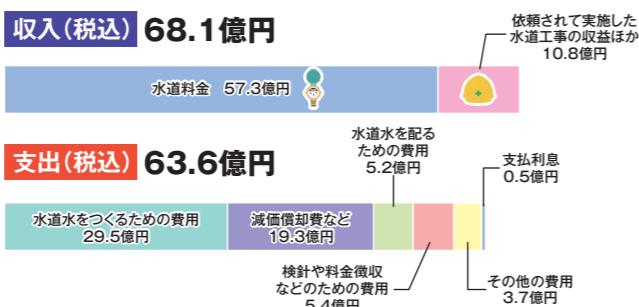 収入(税込) 68.1億円
依頼されて実施した
水道工事の収益ほか
10.8億円
水道料金 57.3億円
支出(税込) 63.6億円
水道水を配る
ための費用
5.2億円
支払利息
0.5億円
水道水をつくるための費用
29.5億円
減価償却費など
19.3億円
検針や料金徴収
などのための費用
5.4億円
その他の費用
3.7億円